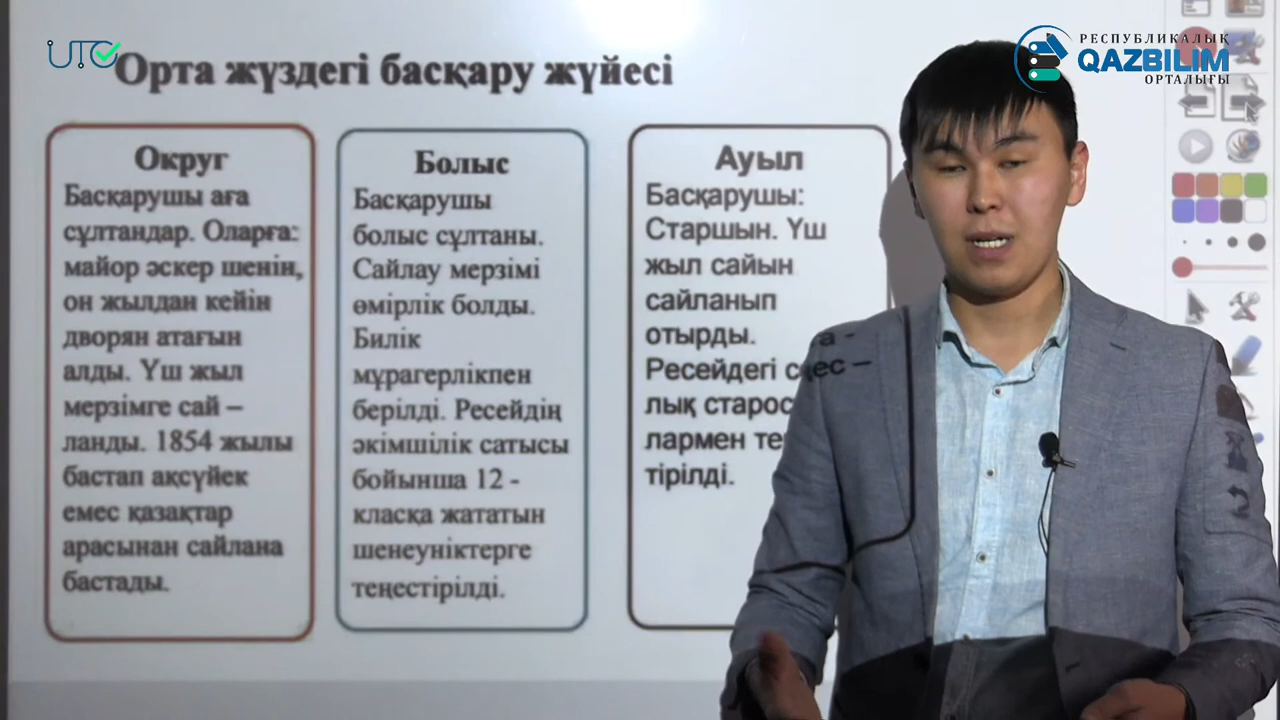 UTC
РЕСПУБЛИКАЛЫҚ
QAZBILIM
ОРТАЛЫҒЫ
Орта жүздегі басқару жүйесі
Округ
Басқарушы аға
сұлтандар. Оларға:
майор әскер шенін,
он жылдан кейін
дворян атағын
алды. Үш жыл
мерзімге сай –
ланды. 1854 жылы
бастап ақсүйек
емес қазақтар
арасынан сайлана
бастады.
Болыс
Басқарушы
болыс сұлтаны.
Сайлау мерзімі
өмірлік болды.
Билік
мұрагерлікпен
берілді. Ресейдің
әкімшілік сатысы
бойынша 12 -
класқа жататын
шенеуніктерге
теңестірілді.
Ауыл
Басқарушы:
Старшын. Үш
жыл сайын
сайланып
отырды.
Ресейдегі
лық
лармен
тірілді.